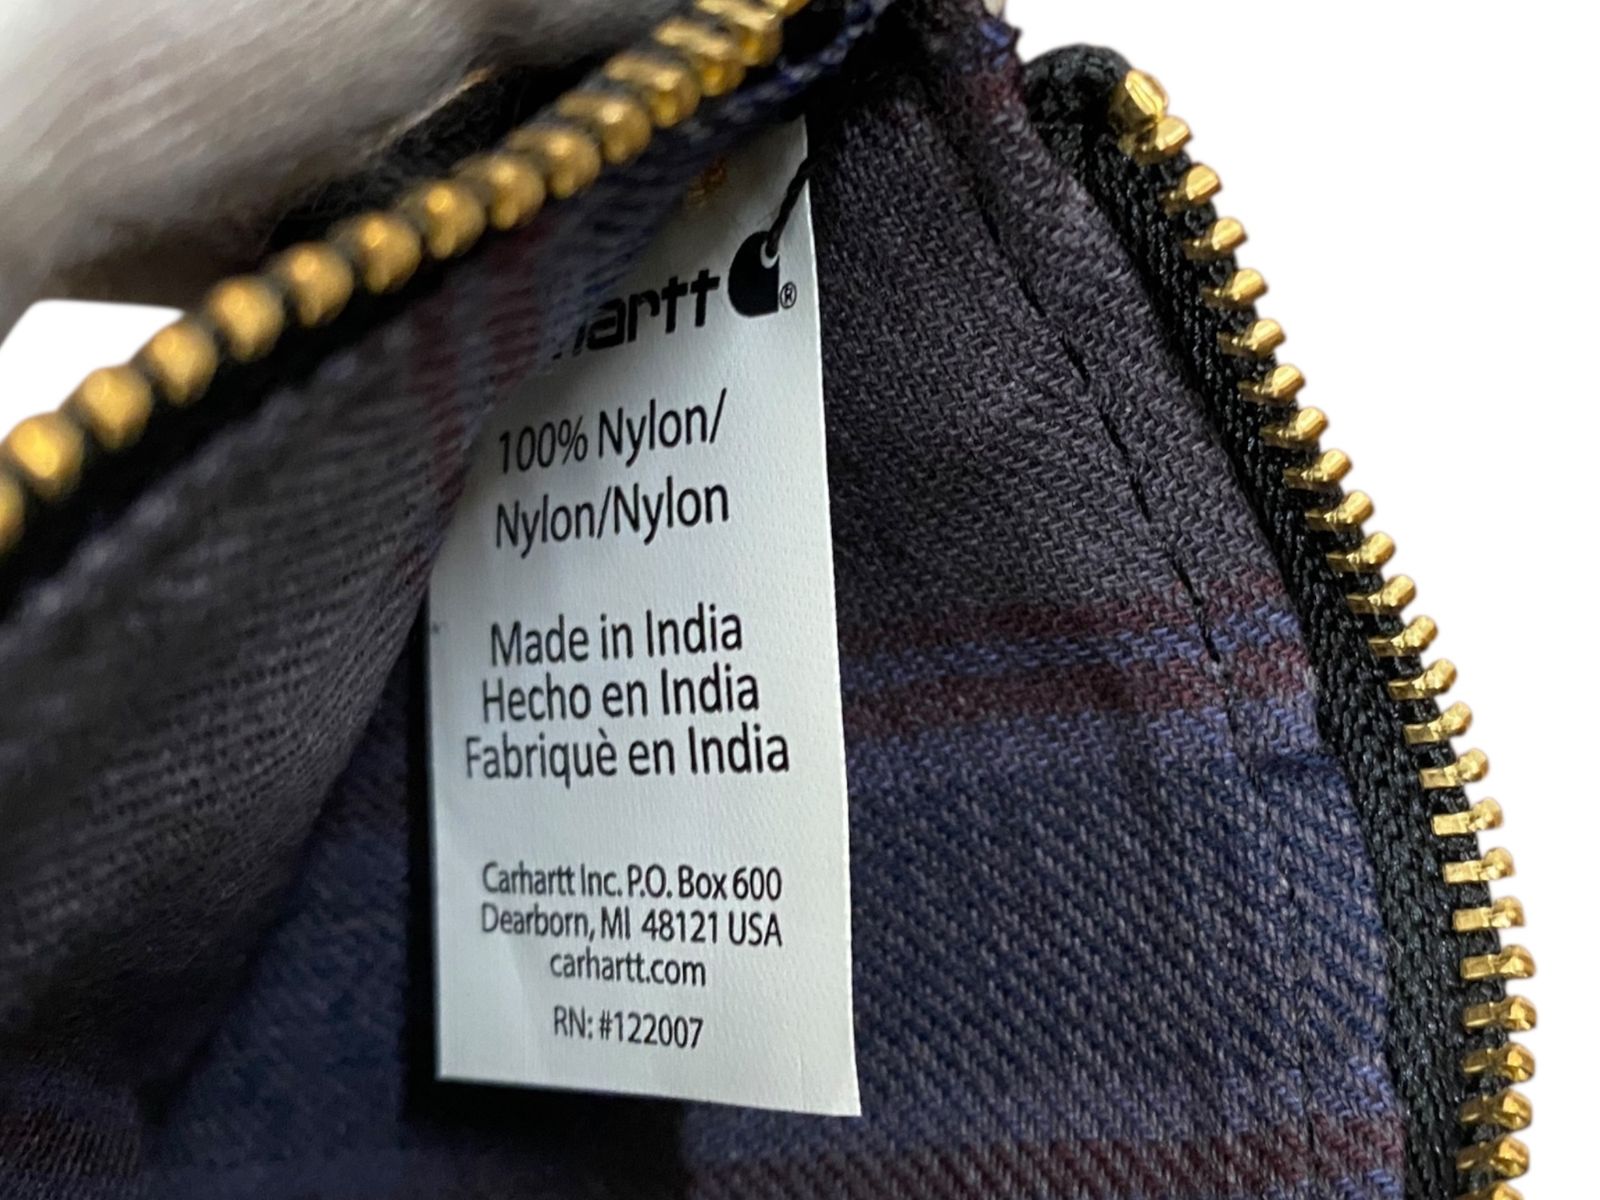 artt ®
100% Nylon/
Nylon/Nylon
Made in India
Hecho en India
Fabriquè en India
Carhartt Inc. P.O. Box 600
Dearborn, MI 48121 USA
carhartt.com
RN: #122007